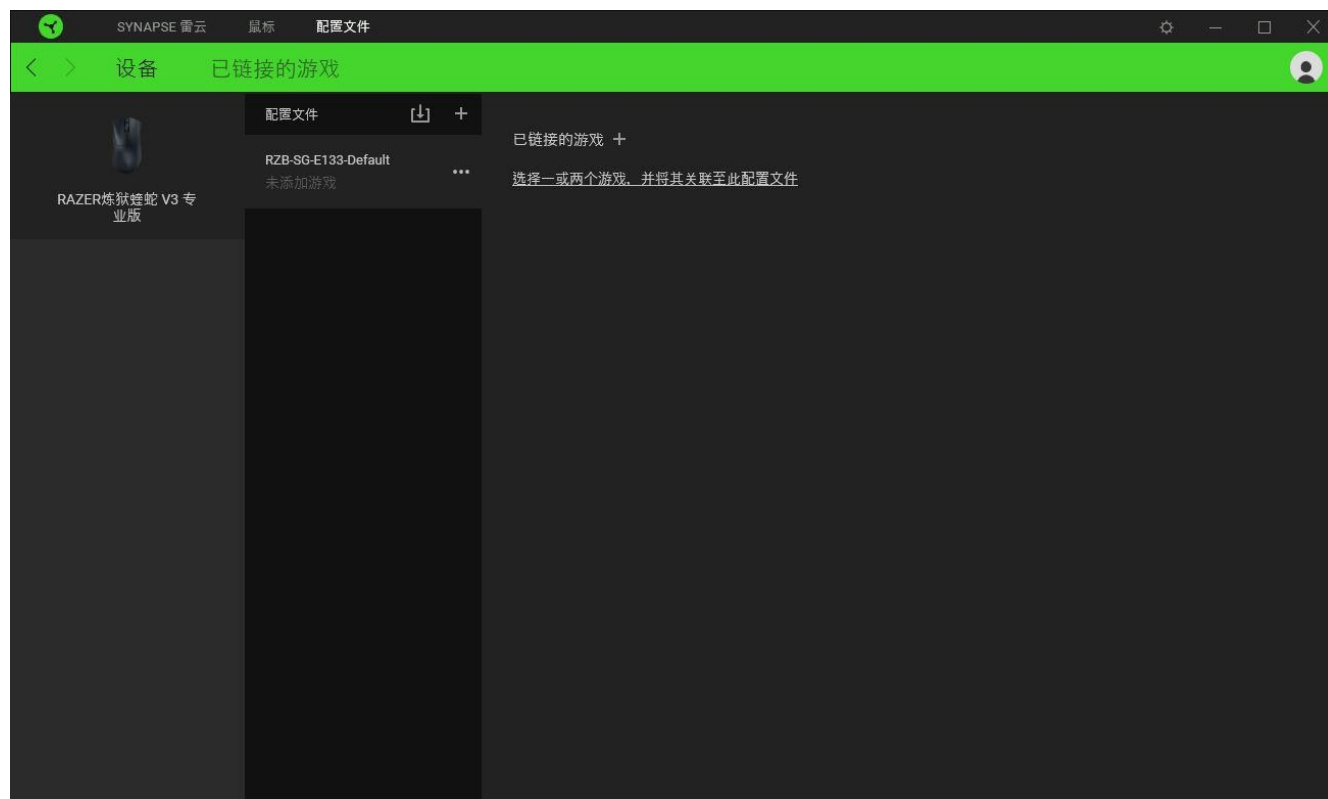 SYNAPSE 雷云 鼠标 配置文件
设备 已链接的游戏
配置文件
RZB-SG-E133-Default
未添加游戏
RAZER炼狱蝰蛇 V3 专
业版
已链接的游戏
选择一或两个游戏，并将其关联至此配置文件